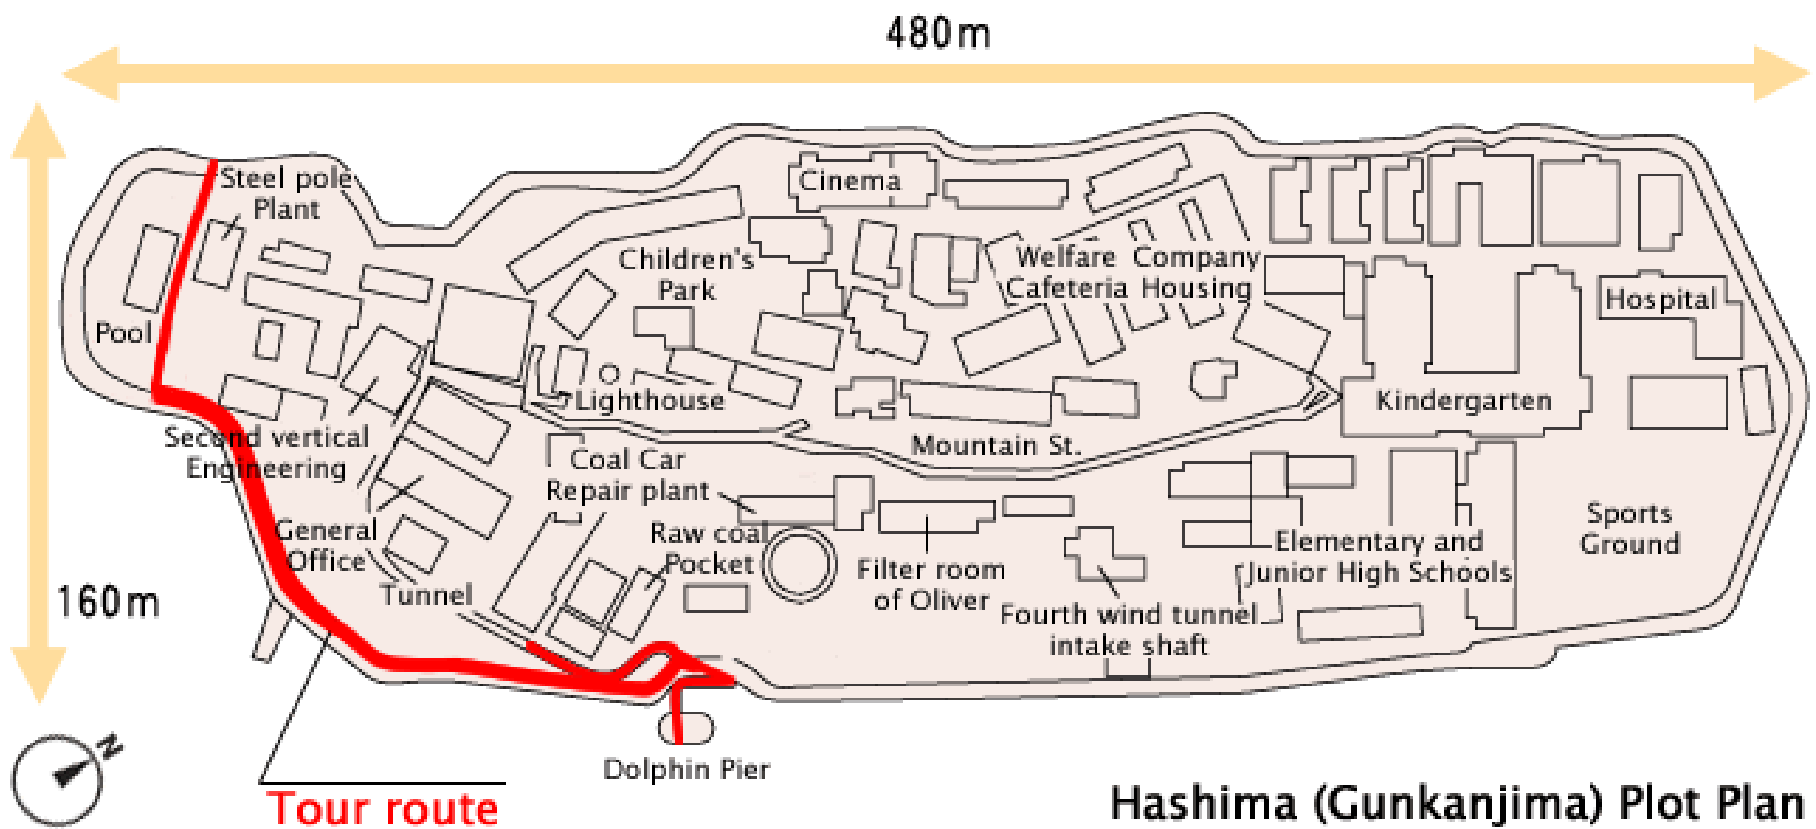 480m
Steel pole
Plant
Cinema
Children's
Park
Welfare
Cafeteria
Company
Housing
Hospital
Pool
Lighthouse
Kindergarten
Second vertical
Engineering
Mountain St.
Coal Car
Repair plant
General
Office
Raw coal
Pocket
Filter room
of Oliver
Sports
Ground
Elementary and
Junior High Schools
Tunnel
160m
Fourth wind tunnel
intake shaft
N
Dolphin Pier
Tour route
Hashima (Gunkanjima) Plot Plan